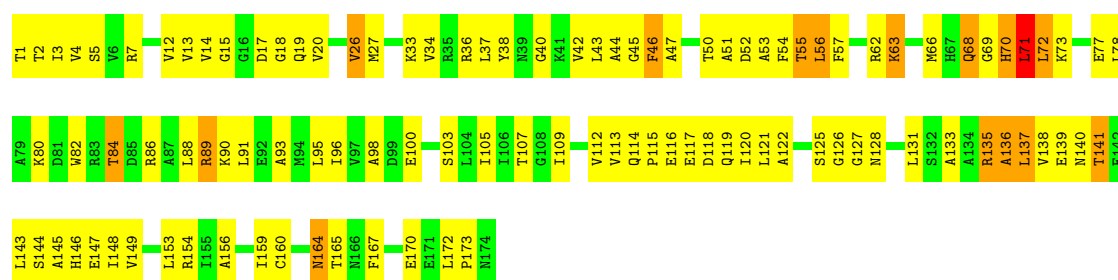 T1 T2 I3 V4 S5 V6 R7 V12 V13 V14 G15 G16 D17 G18 Q19 V20 V26 M27 K33 V34 R35 R36 L37 Y38 N39 G40 K41 V42 L43 A44 G45 F46 A47 T50 A51 D52 A53 F54 T55 L56 F57 R62 K63 M66 H67 Q68 G69 H70 L71 L72 K73 E77 L78
A79 K80 D81 W82 R83 T84 D85 R86 A87 L88 R89 K90 L91 E92 A93 M94 L95 I96 V97 A98 D99 E100 S103 L104 I105 I106 T107 G108 I109 V112 V113 Q114 P115 E116 E117 D118 Q119 I120 L121 A122 S125 G126 G127 N128 L131 S132 A133 A134 R135 A136 L137 V138 E139 N140 T141 E142
L143 S144 A145 H146 E147 I148 V149 L153 R154 I155 A156 I159 C160 N164 T165 N166 F167 E170 E171 L172 P173 N174